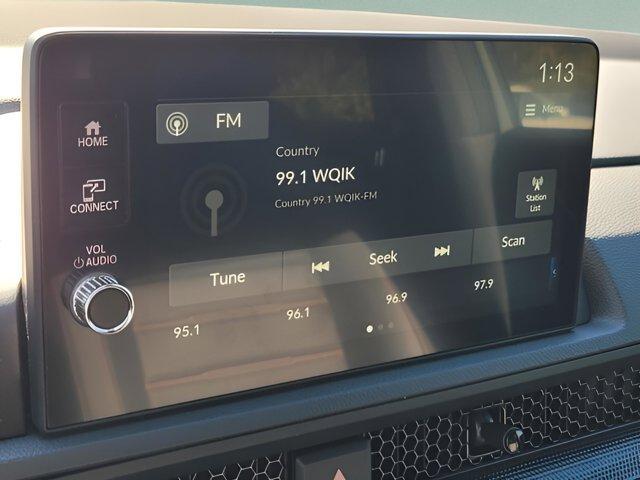 1:13
Menu
FM
HOME
Country
99.1 WQIK
Country 99.1 WQIK-FM
CONNECT
Station
List
VOL
AUDIO
Tune
Seek
Scan
95.1
96.1
96.9
97.9